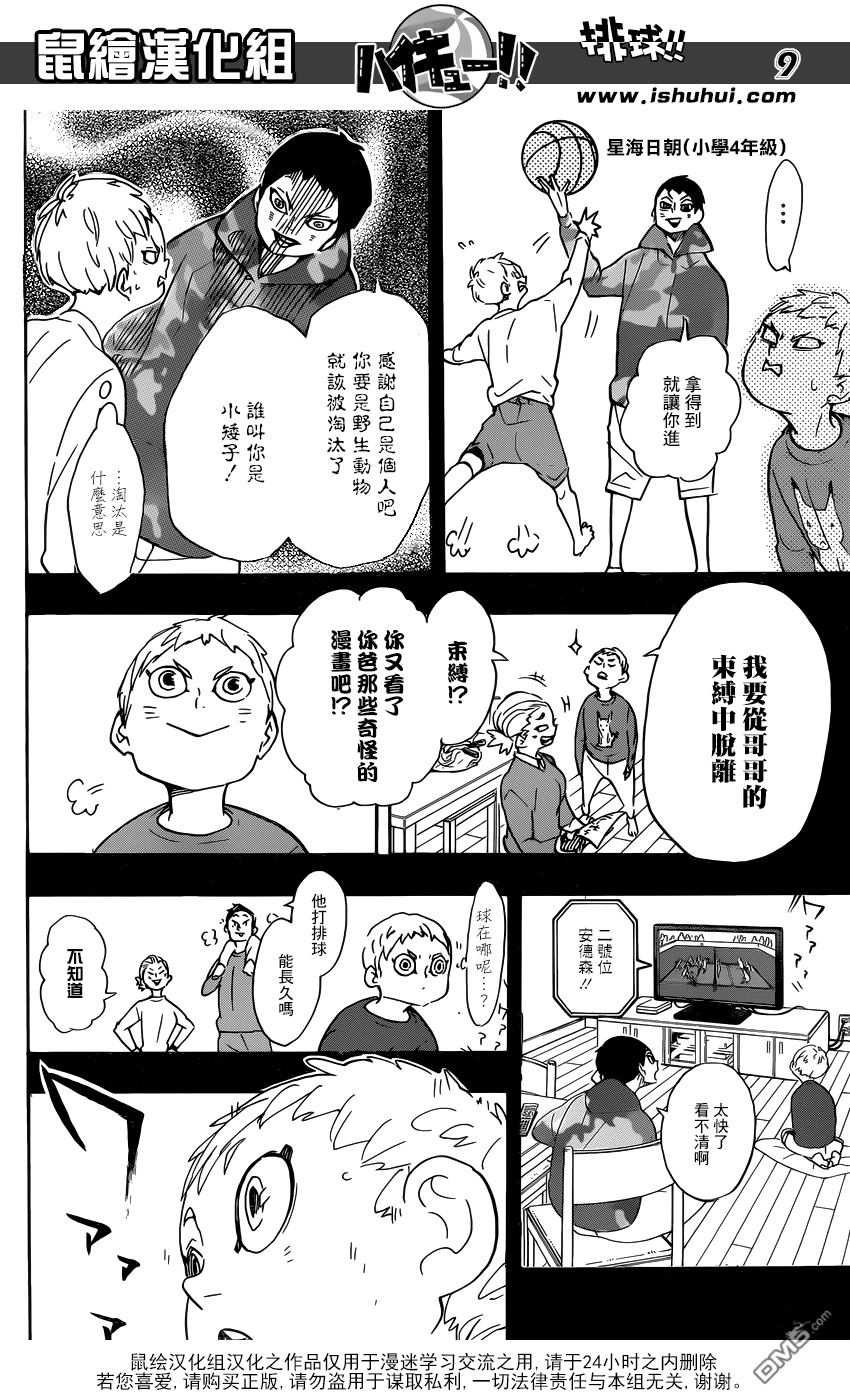 鼠繪漢化組
ハイキュー!!
排球!!
9
www.ishuhui.com
星海日朝(小學4年級)
…
拿得到
就讓你進
感謝自己是個人吧
你要是野生動物
就該被淘汰了
誰叫你是
小矮子!
…淘汰是
什麼意思
我要從哥哥的
束縛中脫離
束縛!?
你又看了
你爸那些奇怪的
漫畫吧!?
二號位
安德森!!
太快了
看不清啊
球在哪呢…?
他打排球
能長久嗎
不知道
ワアアア
鼠绘汉化组汉化之作品仅用于漫迷学习交流之用, 请于24小时之内删除
若您喜爱, 请购买正版, 请勿盗用于谋取私利, 一切法律责任与本组无关, 谢谢.
DM5.com